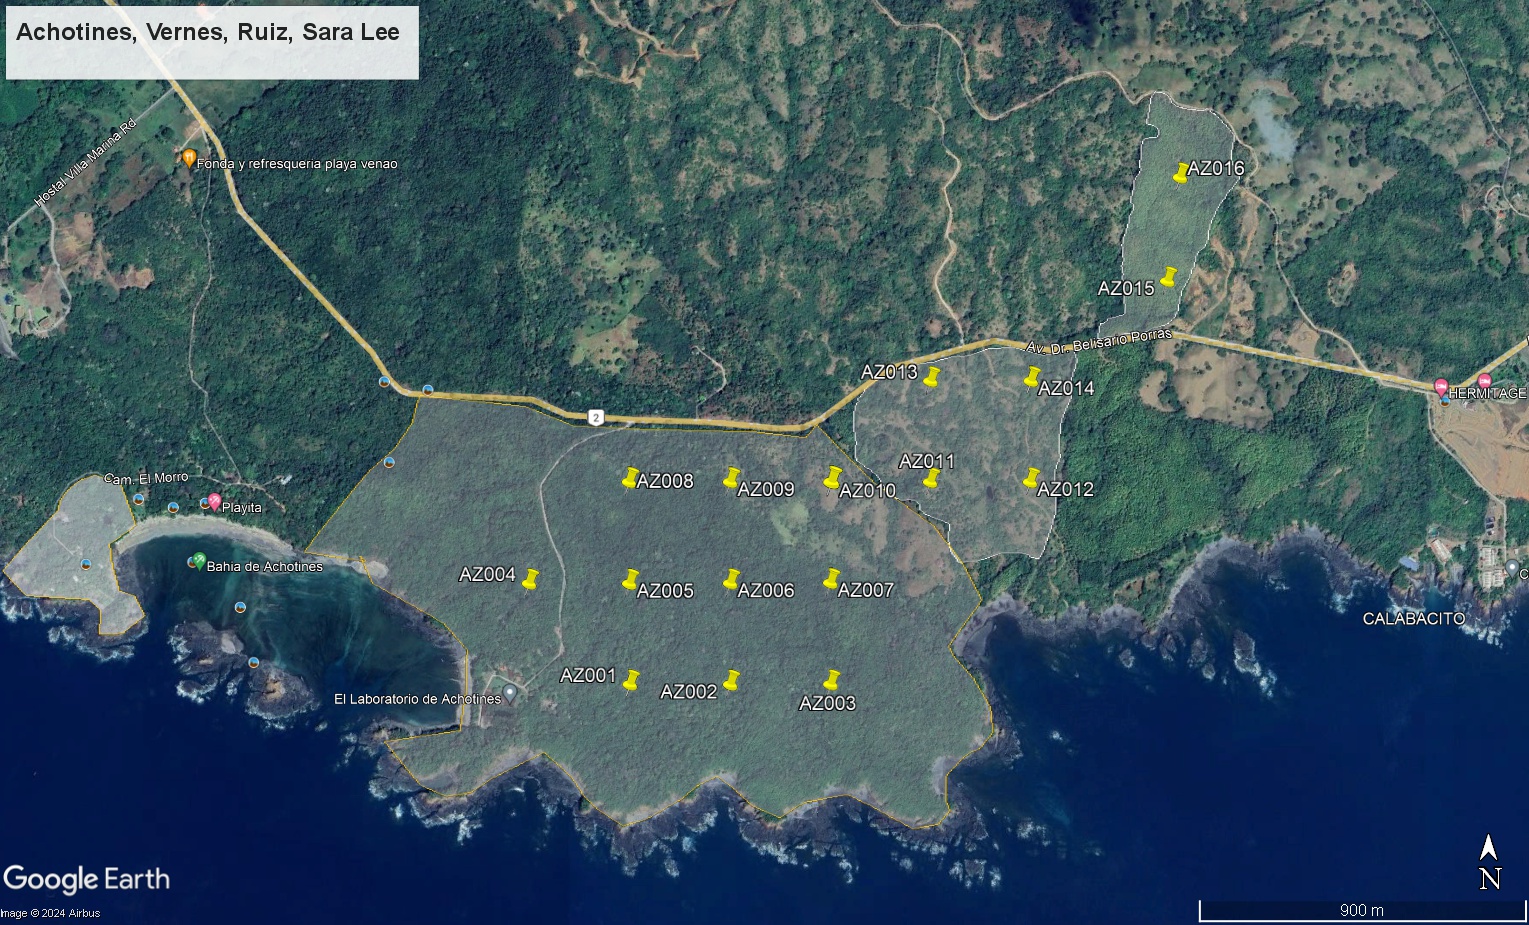 Achotines, Vernes, Ruiz, Sara Lee
Hostal Villa Marina Rd
Fonda y refresqueria playa venao
AZ016
AZ015
Av. Dr. Belisario Porras
AZ013
AZ014
HERMITAGE
2
AZ011
AZ008
AZ009
AZ010
AZ012
Cam. El Morro
Playita
Bahia de Achotines
AZ004
AZ005
AZ006
AZ007
CALABACITO
AZ001
AZ002
AZ003
El Laboratorio de Achotines
Google Earth
N
Image © 2024 Airbus
900 m